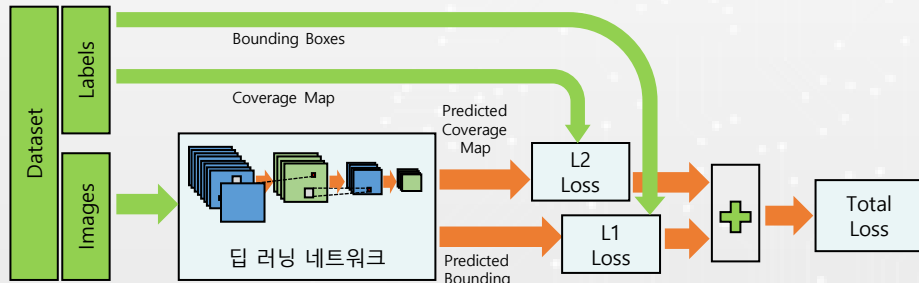 Dataset
Labels
Images
Bounding Boxes
Coverage Map
Predicted
Coverage
Map
L2
Loss
L1
Loss
Total
Loss
딥 러닝 네트워크
Predicted
Bounding